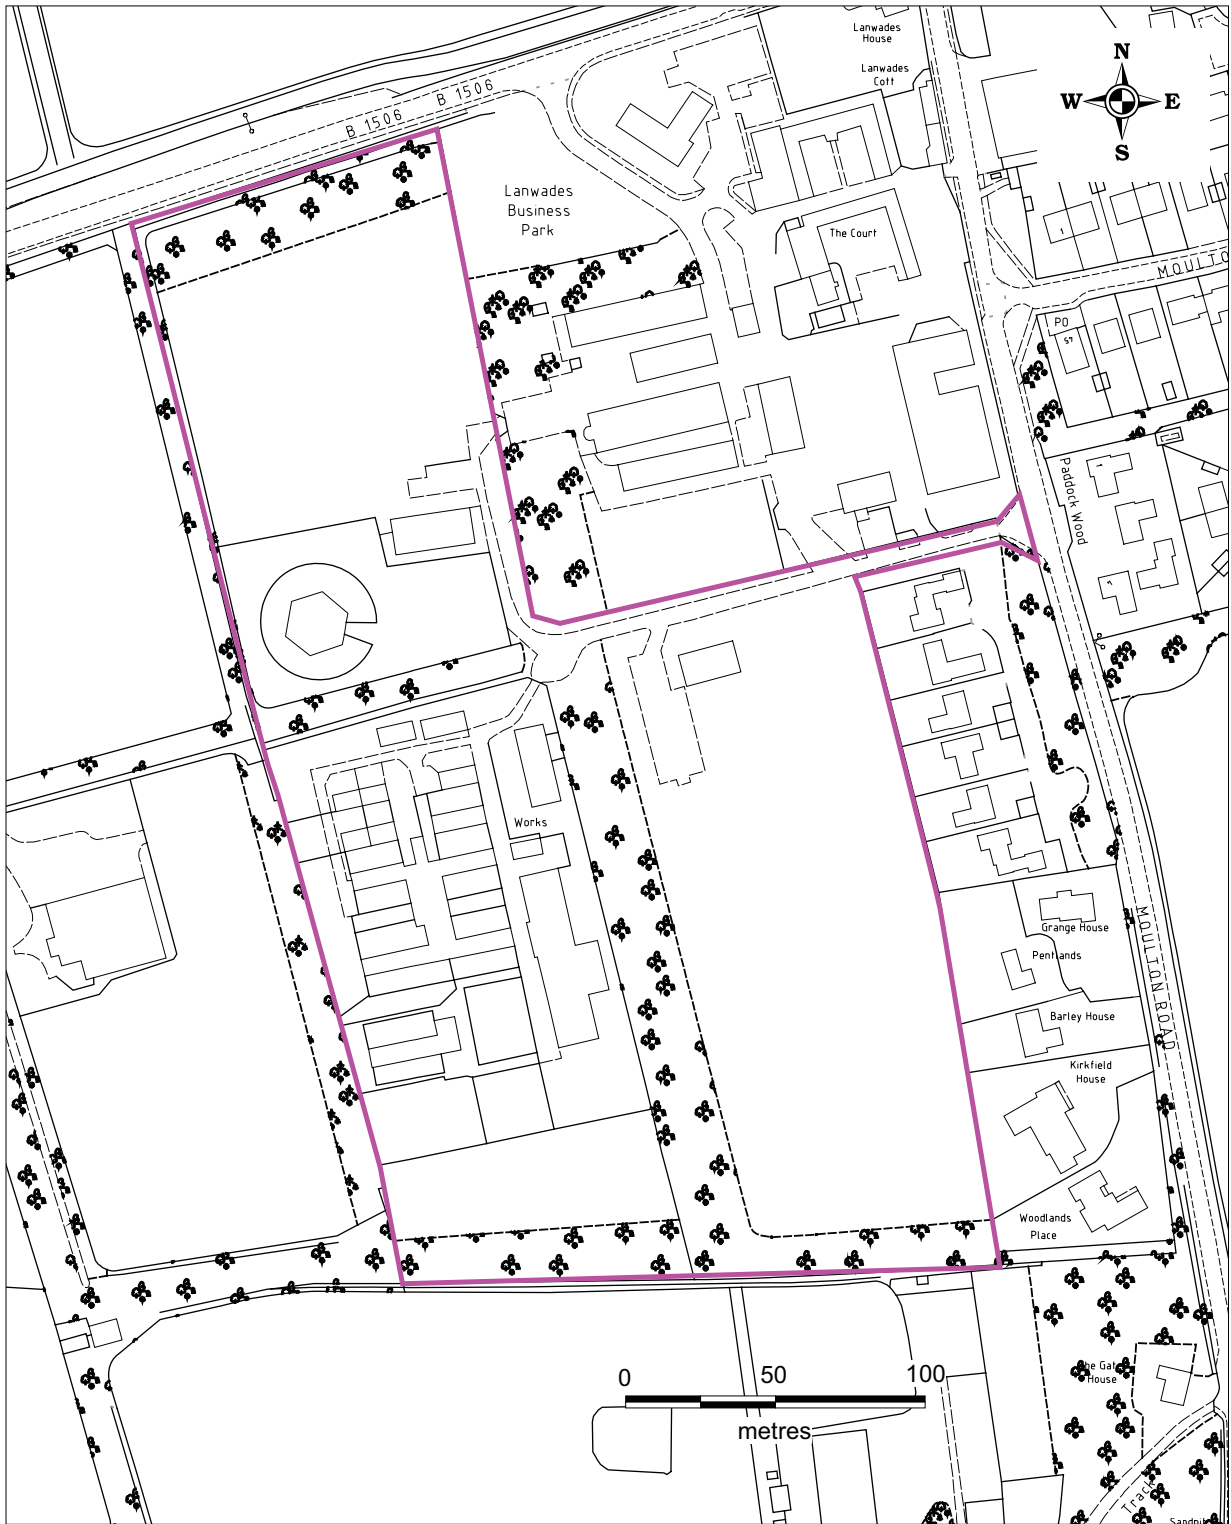 Lanwades
House
Lanwades
Cott
N
W E
S
B 1506
B 1506
Lanwades
Business
Park
The Court
MOULTO
PO
57
Paddock Wood
Works
Grange House
Pentlands
MOULTON ROAD
Barley House
Kirkfield
House
Woodlands
Place
0 50 100
metres
House
Track